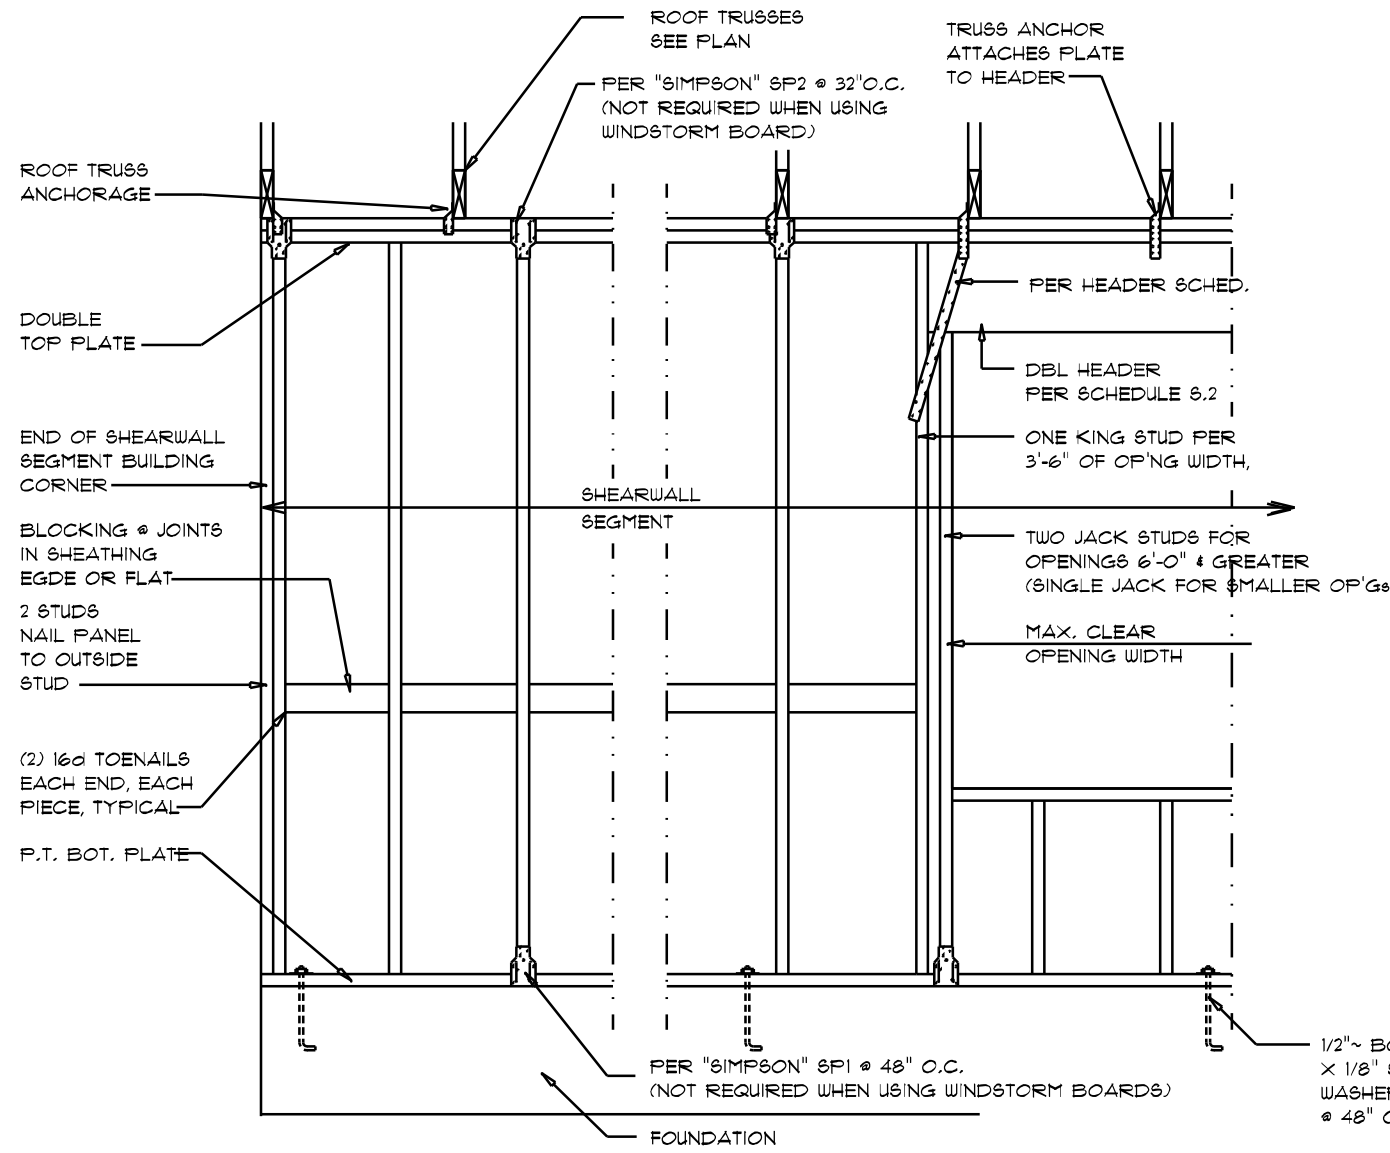 ROOF TRUSSES
SEE PLAN
TRUSS ANCHOR
ATTACHES PLATE
TO HEADER
PER "SIMPSON" SP2 @ 32"O.C.
(NOT REQUIRED WHEN USING
WINDSTORM BOARD)
ROOF TRUSS
ANCHORAGE
PER HEADER SCHED.
DOUBLE
TOP PLATE
DBL HEADER
PER SCHEDULE S.2
END OF SHEARWALL
SEGMENT BUILDING
CORNER
ONE KING STUD PER
3'-6" OF OP'NG WIDTH,
SHEARWALL
SEGMENT
BLOCKING @ JOINTS
IN SHEATHING
EGDE OR FLAT
TWO JACK STUDS FOR
OPENINGS 6'-0" & GREATER
(SINGLE JACK FOR SMALLER OP'Gs
2 STUDS
NAIL PANEL
TO OUTSIDE
STUD
MAX. CLEAR
OPENING WIDTH
(2) 16d TOENAILS
EACH END, EACH
PIECE, TYPICAL
P.T. BOT. PLATE
PER "SIMPSON" SP1 @ 48" O.C.
(NOT REQUIRED WHEN USING WINDSTORM BOARDS)
FOUNDATION
1/2"~
X 1/8"
@ 48"